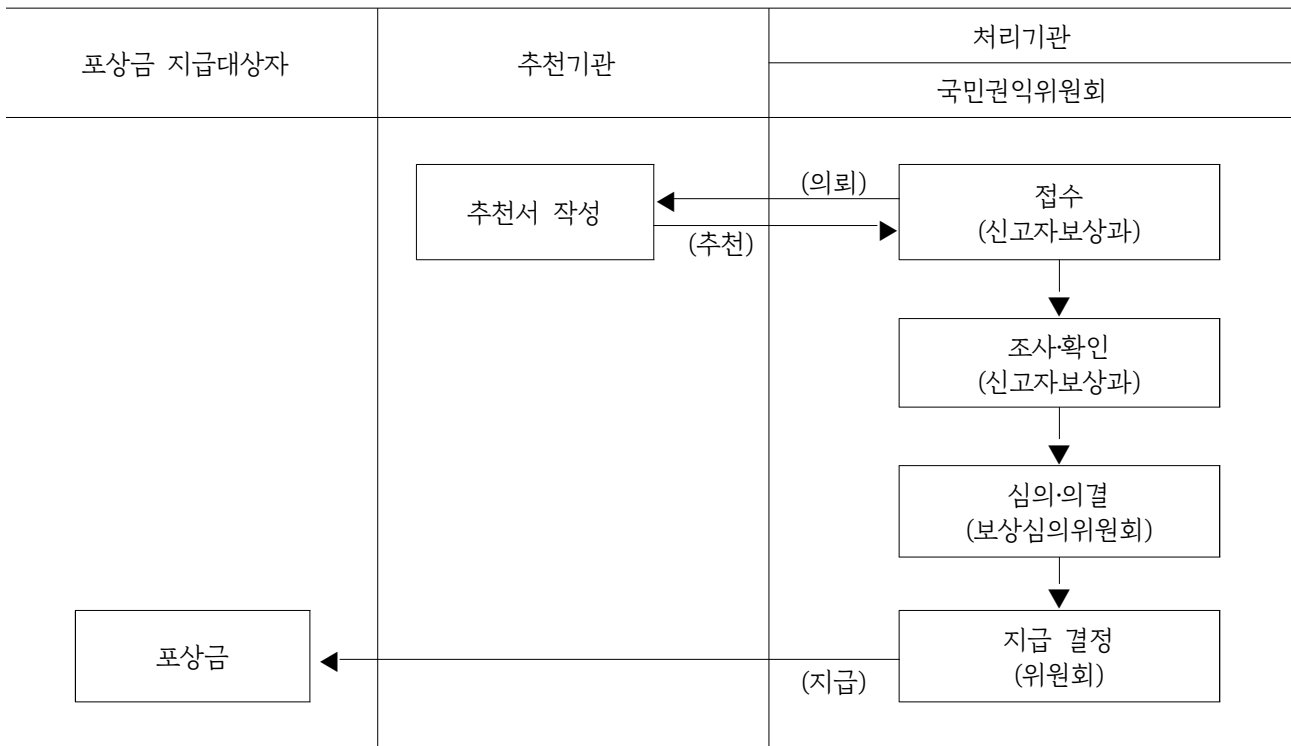 포상금 지급대상자
추천기관
처리기관
국민권익위원회
추천서 작성
(의뢰)
(추천)
접수
(신고자보상과)
조사·확인
(신고자보상과)
심의·의결
(보상심의위원회)
포상금
(지급)
지급 결정
(위원회)